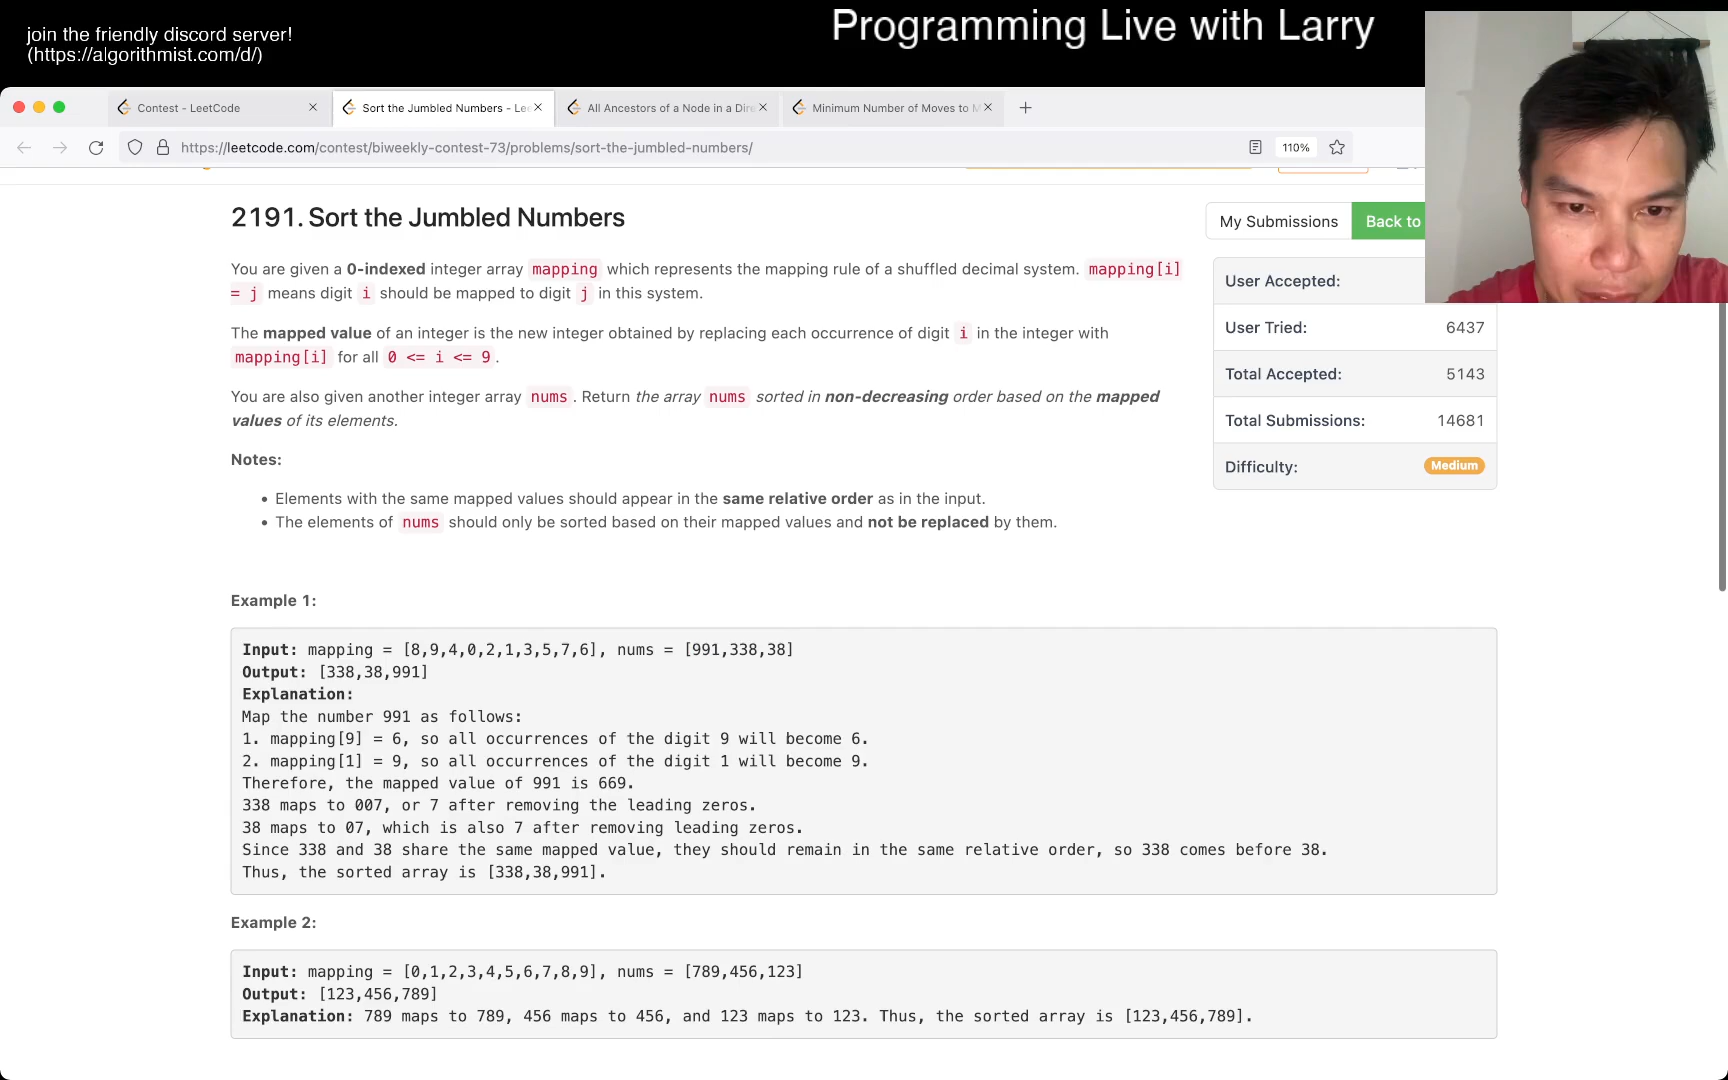 join the friendly discord server!
(https://algorithmist.com/d/)
Programming Live with Larry
Contest - LeetCode
Sort the Jumbled Numbers - Lee
All Ancestors of a Node in a Dire
Minimum Number of Moves to M
https://leetcode.com/contest/biweekly-contest-73/problems/sort-the-jumbled-numbers/
110%
2191. Sort the Jumbled Numbers
My Submissions
Back to
You are given a 0-indexed integer array mapping which represents the mapping rule of a shuffled decimal system. mapping[i]
= j means digit i should be mapped to digit j in this system.
The mapped value of an integer is the new integer obtained by replacing each occurrence of digit i in the integer with
mapping[i] for all 0 <= i <= 9.
You are also given another integer array nums. Return the array nums sorted in non-decreasing order based on the mapped
values of its elements.
Notes:
• Elements with the same mapped values should appear in the same relative order as in the input.
• The elements of nums should only be sorted based on their mapped values and not be replaced by them.
User Accepted:
User Tried: 6437
Total Accepted: 5143
Total Submissions: 14681
Difficulty: Medium
Example 1:
Input: mapping = [8,9,4,0,2,1,3,5,7,6], nums = [991,338,38]
Output: [338,38,991]
Explanation:
Map the number 991 as follows:
1. mapping[9] = 6, so all occurrences of the digit 9 will become 6.
2. mapping[1] = 9, so all occurrences of the digit 1 will become 9.
Therefore, the mapped value of 991 is 669.
338 maps to 007, or 7 after removing the leading zeros.
38 maps to 07, which is also 7 after removing leading zeros.
Since 338 and 38 share the same mapped value, they should remain in the same relative order, so 338 comes before 38.
Thus, the sorted array is [338,38,991].
Example 2:
Input: mapping = [0,1,2,3,4,5,6,7,8,9], nums = [789,456,123]
Output: [123,456,789]
Explanation: 789 maps to 789, 456 maps to 456, and 123 maps to 123. Thus, the sorted array is [123,456,789].